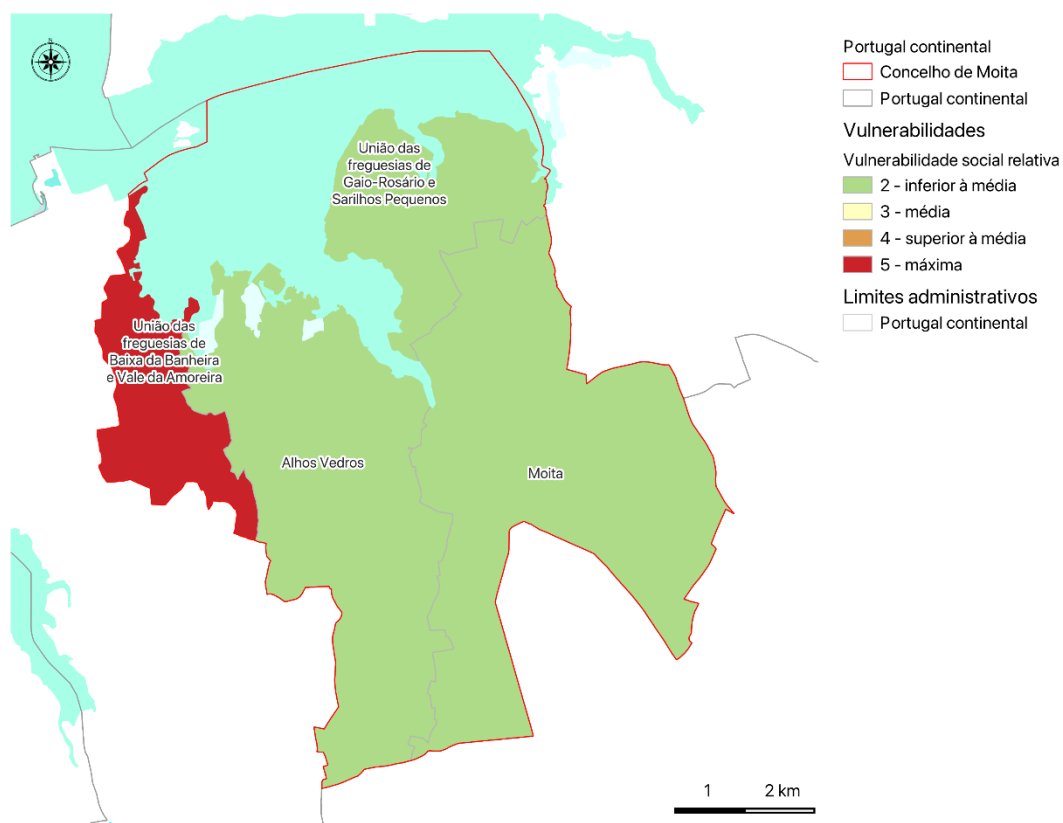 N
União das
freguesias de
Gaio-Rosário e
Sarilhos Pequenos
União das
freguesias de
Baixa da Banheira
e Vale da Amoreira
Alhos Vedros
Moita
Portugal continental
Concelho de Moita
Portugal continental
Vulnerabilidades
Vulnerabilidade social relativa
2 - inferior à média
3 - média
4 - superior à média
5 - máxima
Limites administrativos
Portugal continental
1 2 km